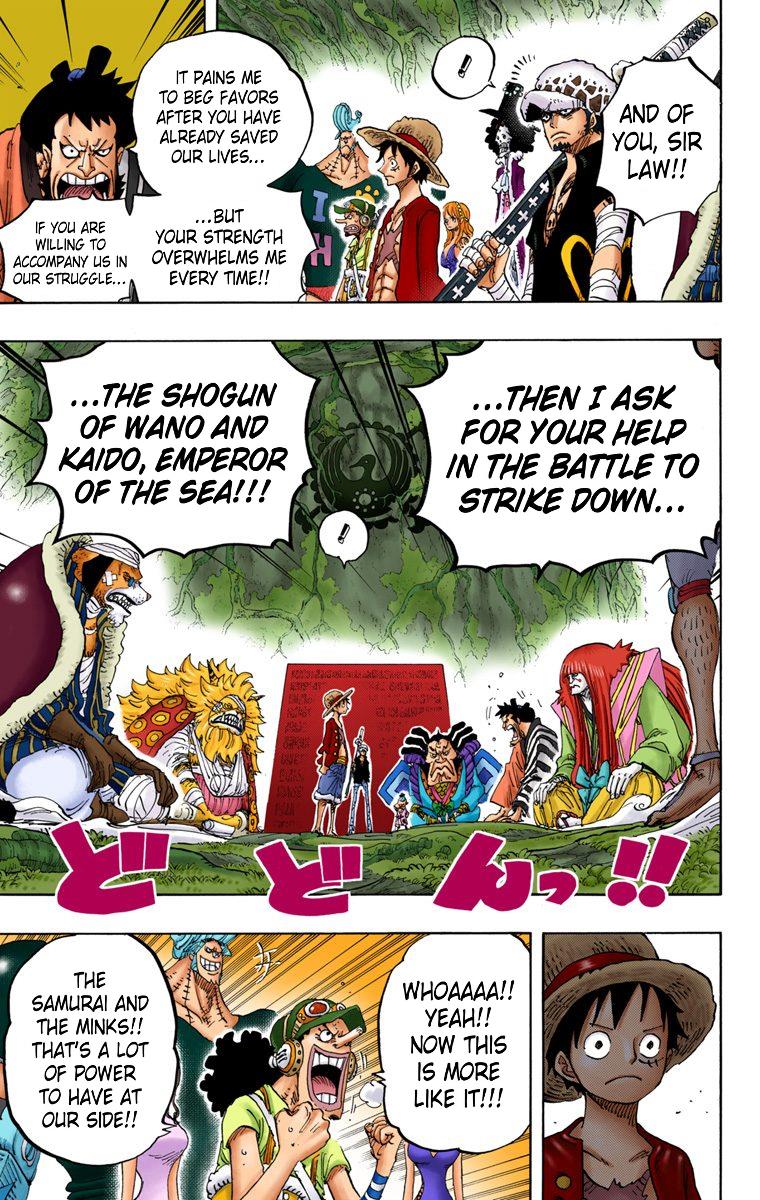 AND OF
YOU, SIR
LAW!!
!!
IT PAINS ME
TO BEG FAVORS
AFTER YOU HAVE
ALREADY SAVED
OUR LIVES...
...BUT
YOUR STRENGTH
OVERWHELMS ME
EVERY TIME!!
IF YOU ARE
WILLING TO
ACCOMPANY US IN
OUR STRUGGLE...
I H
...THEN I ASK
FOR YOUR HELP
IN THE BATTLE TO
STRIKE DOWN...
...THE SHOGUN
OF WANO AND
KAIDO, EMPEROR
OF THE SEA!!!
!
どどんっ!!
WHOAAAA!!
YEAH!!
NOW THIS
IS MORE
LIKE IT!!!
THE
SAMURAI AND
THE MINKS!!
THAT'S A LOT
OF POWER
TO HAVE AT
OUR SIDE!!